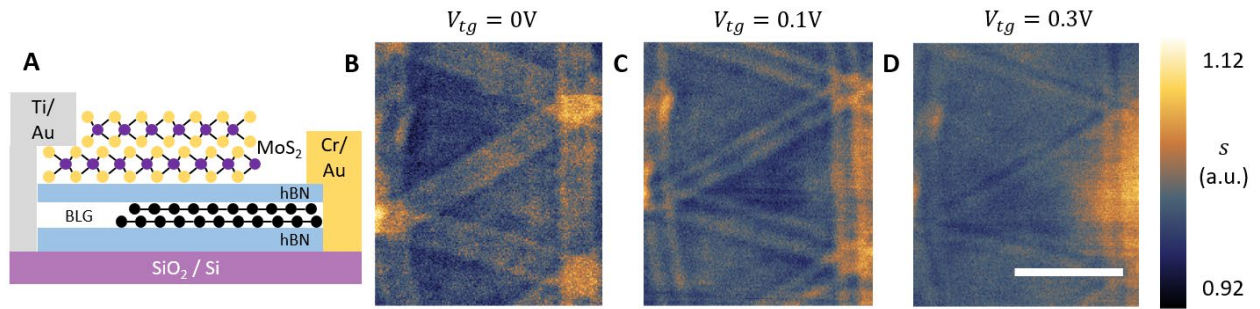 A
Ti/
Au
MoS₂
Cr/
Au
hBN
BLG
hBN
SiO₂ / Si
B
V_tg = 0V
C
V_tg = 0.1V
D
V_tg = 0.3V
1.12
s
(a.u.)
0.92